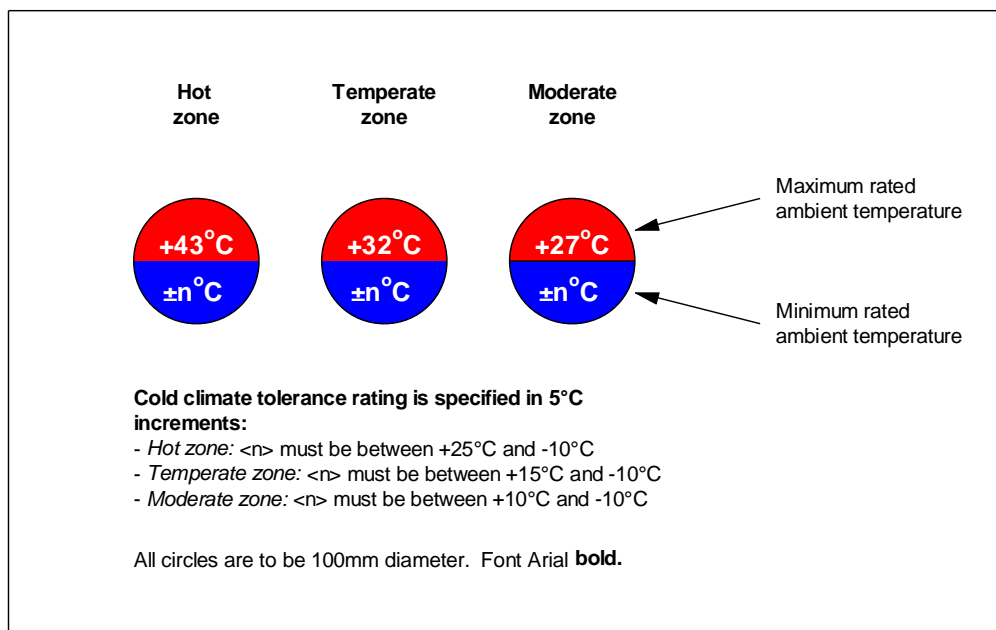 Hot
zone
Temperate
zone
Moderate
zone
Maximum rated
ambient temperature
+43°C
+32°C
+27°C
±n°C
±n°C
±n°C
Minimum rated
ambient temperature
Cold climate tolerance rating is specified in 5°C
increments:
- Hot zone: <n> must be between +25°C and -10°C
- Temperate zone: <n> must be between +15°C and -10°C
- Moderate zone: <n> must be between +10°C and -10°C
All circles are to be 100mm diameter. Font Arial bold.